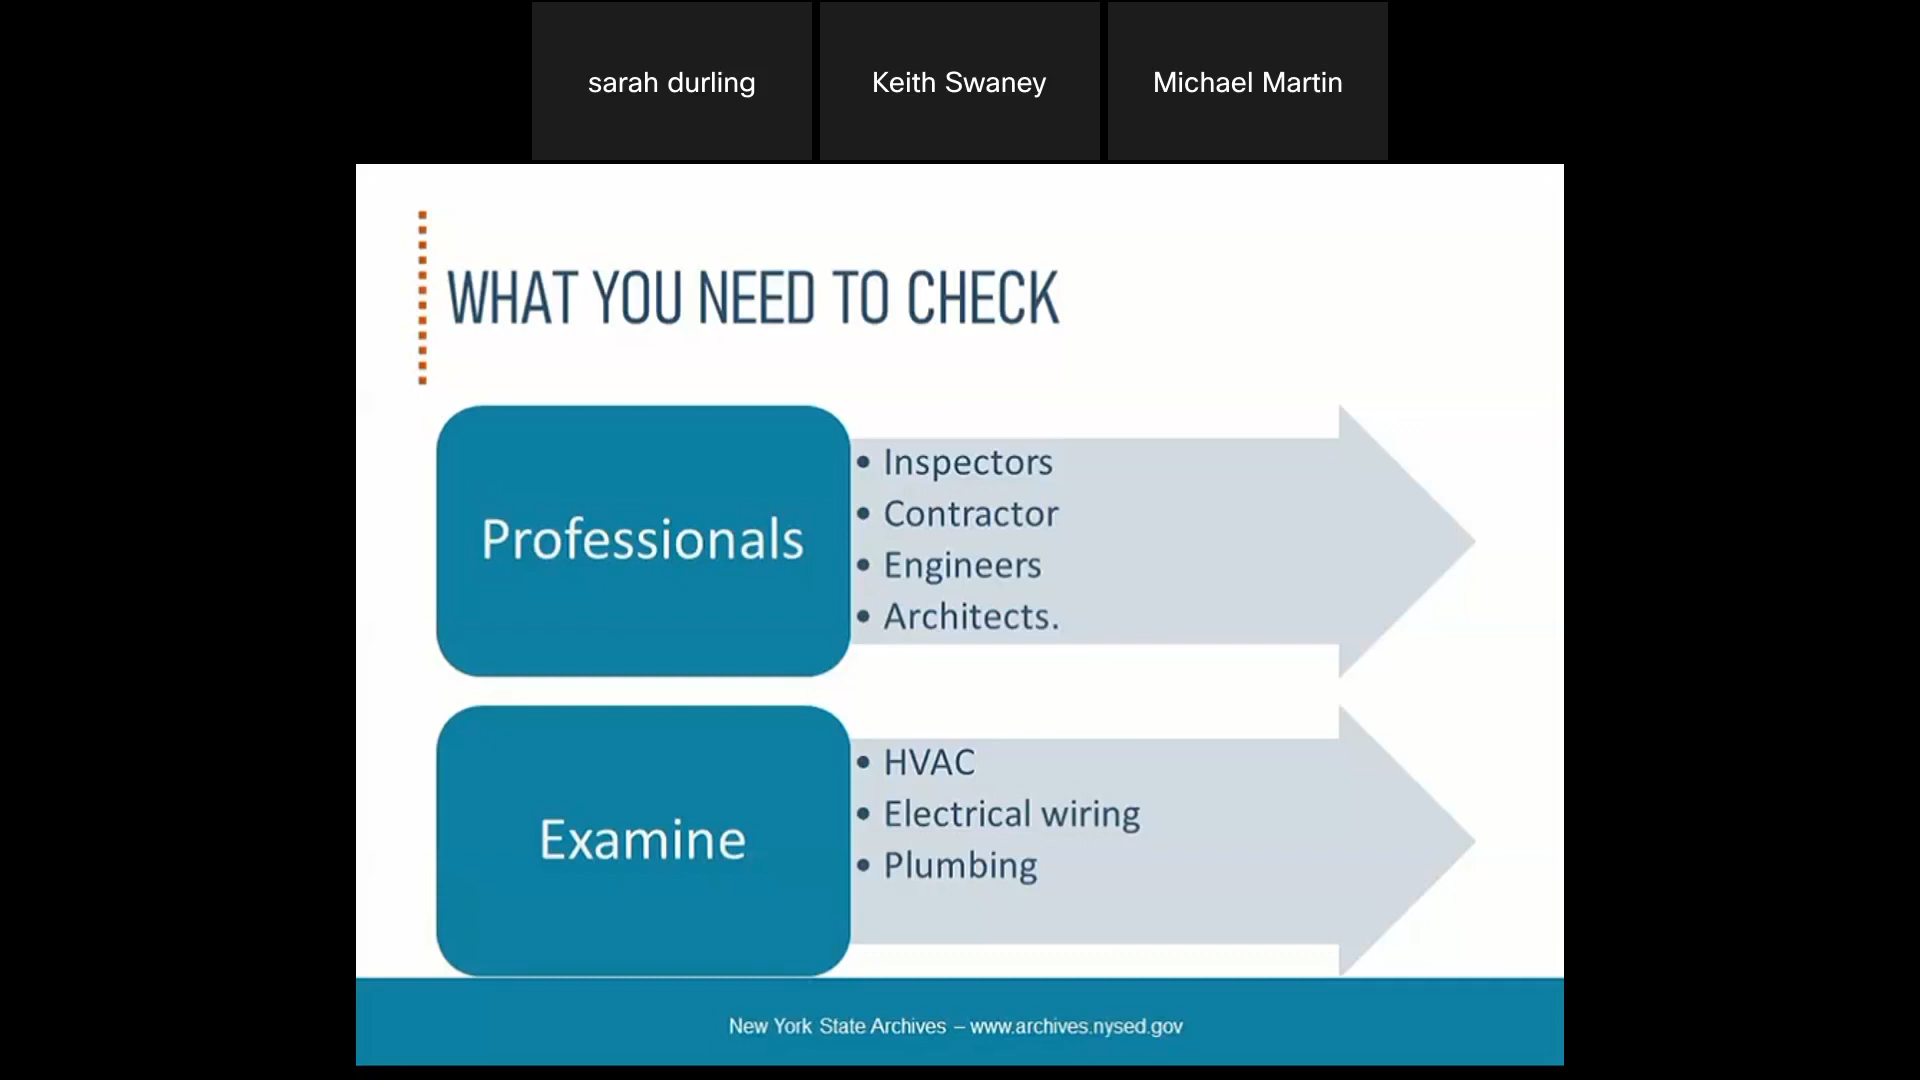 sarah durling
Keith Swaney
Michael Martin
WHAT YOU NEED TO CHECK
Professionals
• Inspectors
• Contractor
• Engineers
• Architects.
Examine
• HVAC
• Electrical wiring
• Plumbing
New York State Archives – www.archives.nysed.gov